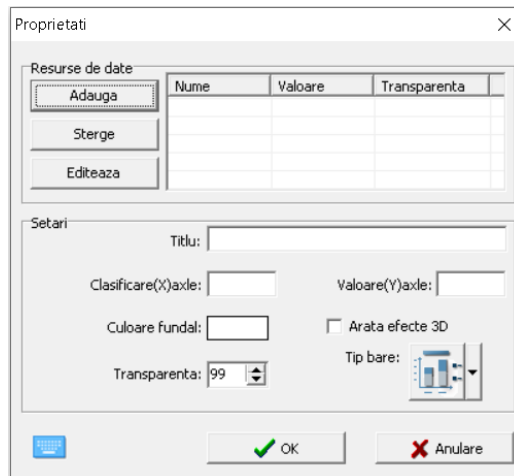 Proprietati
Resurse de date
Adauga
Nume Valoare Transparenta
Sterge
Editeaza
Setari
Titlu:
Clasificare(X)axle: Valoare(Y)axle:
Culoare fundal: Arata efecte 3D
Tip bare:
Transparenta: 99
OK Anulare